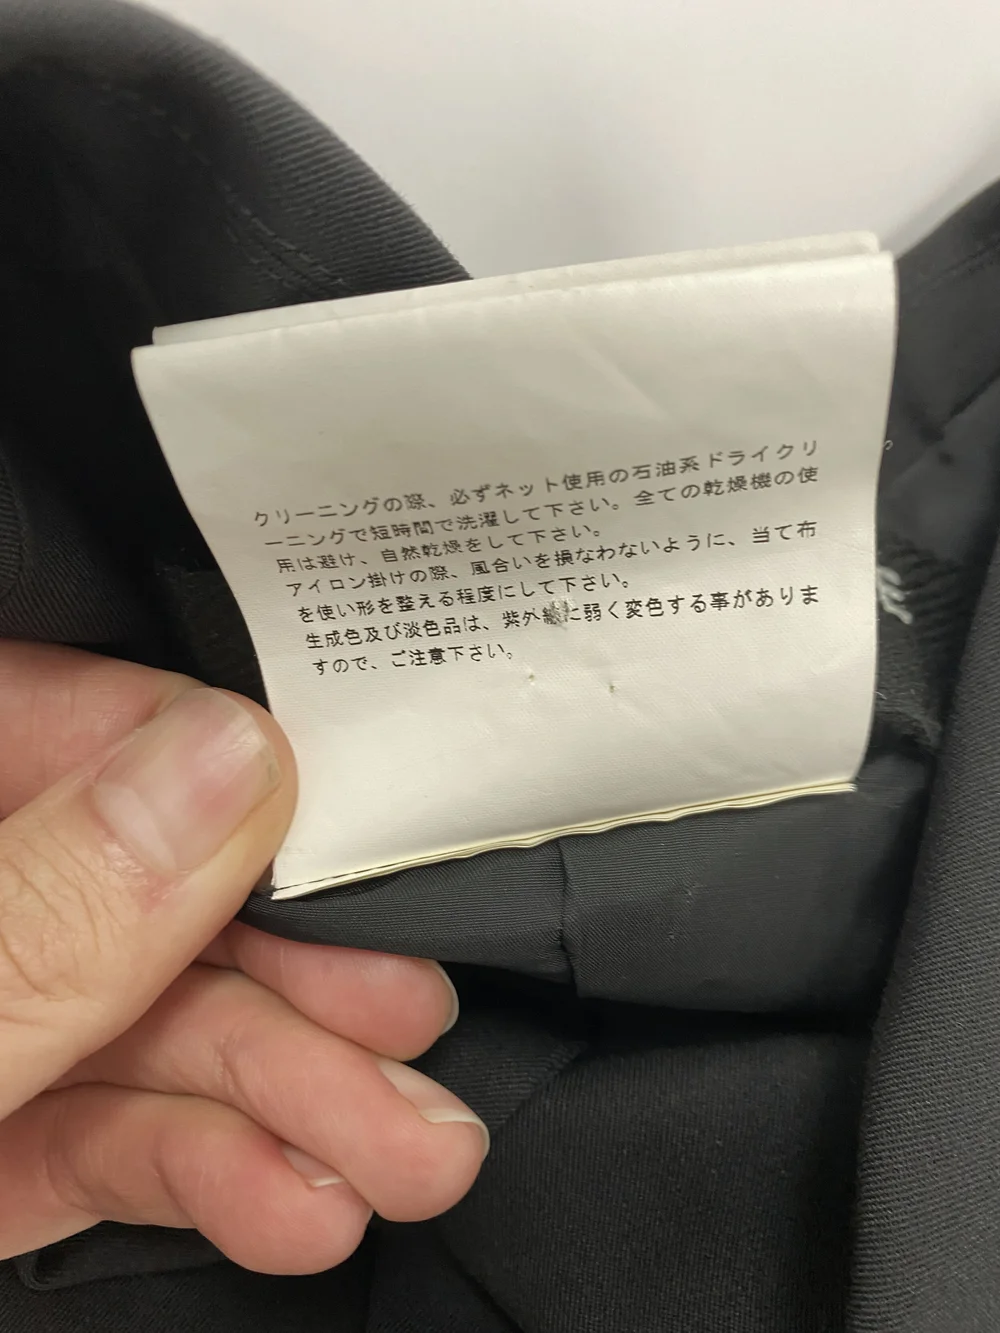 クリーニングの際、必ずネット使用の石油系ドライクリ
ーニングで短時間で洗濯して下さい。全ての乾燥機の使
用は避け、自然乾燥をして下さい。
アイロン掛けの際、風合いを損なわないように、当て布
を使い形を整える程度にして下さい。
生成色及び淡色品は、紫外線に弱く変色する事がありま
すので、ご注意下さい。